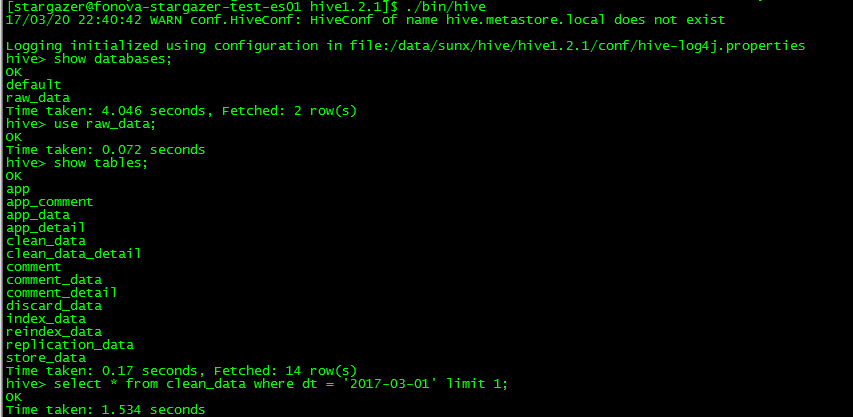 [stargazer@fonova-stargazer-test-es01 hive1.2.1]$ ./bin/hive
17/03/20 22:40:42 WARN conf.HiveConf: HiveConf of name hive.metastore.local does not exist
Logging initialized using configuration in file:/data/sunx/hive/hive1.2.1/conf/hive-log4j.properties
hive> show databases;
OK
default
raw_data
Time taken: 4.046 seconds, Fetched: 2 row(s)
hive> use raw_data;
OK
Time taken: 0.072 seconds
hive> show tables;
OK
app
app_comment
app_data
app_detail
clean_data
clean_data_detail
comment
comment_data
comment_detail
discard_data
index_data
reindex_data
replication_data
store_data
Time taken: 0.17 seconds, Fetched: 14 row(s)
hive> select * from clean_data where dt = '2017-03-01' limit 1;
OK
Time taken: 1.534 seconds